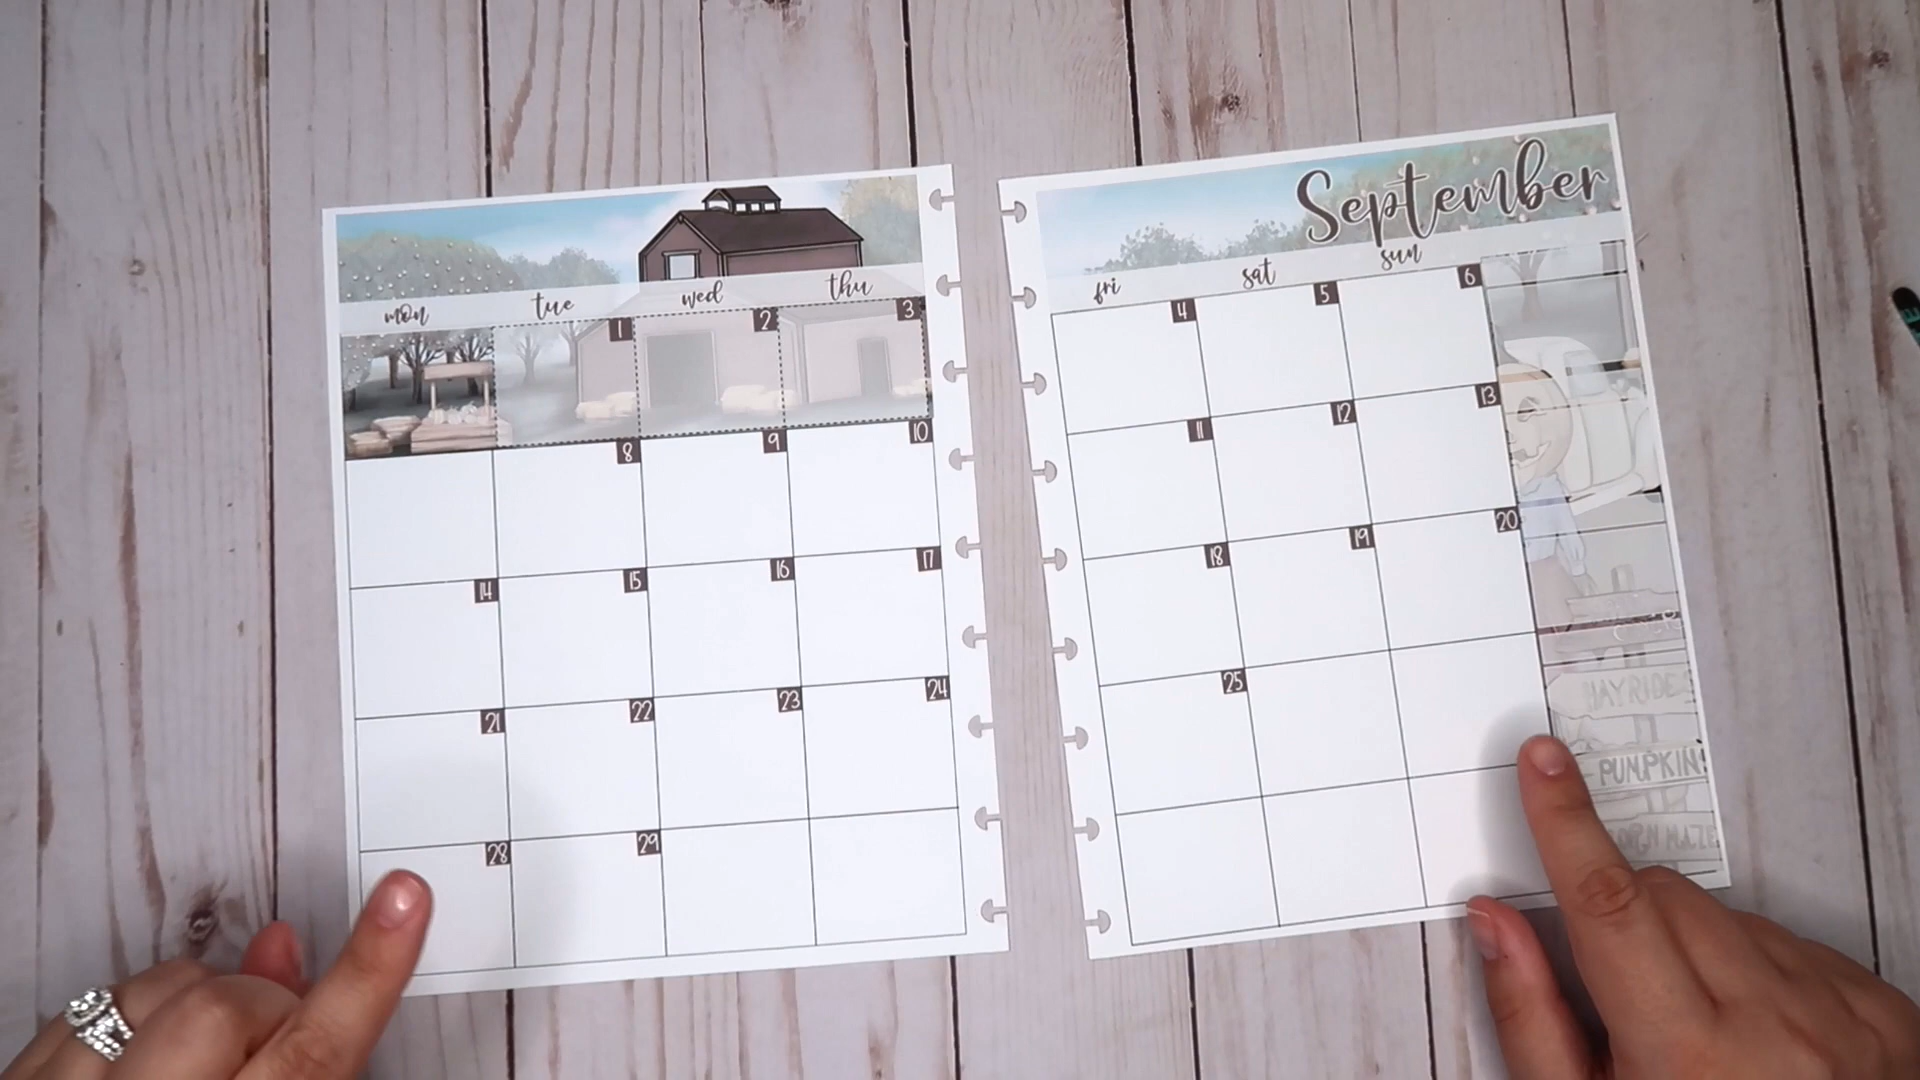 September
mon tue wed thu
fri sat sun
1 2 3
4 5 6
8 9 10
11 12 13
14 15 16 17
18 19 20
21 22 23 24
25
28 29
HAYRIDES
PUMPKINS
CORN MAZE